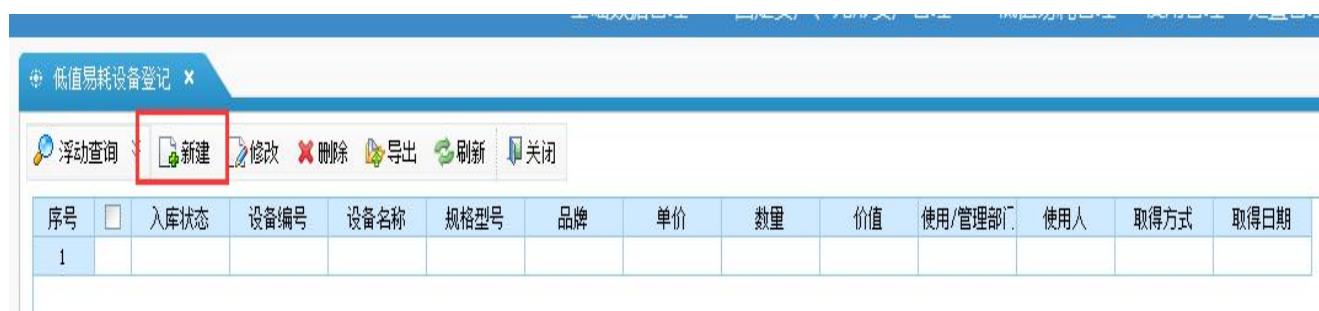 低值易耗设备登记 ×
浮动查询 新建 修改 删除 导出 刷新 关闭
序号 入库状态 设备编号 设备名称 规格型号 品牌 单价 数量 价值 使用/管理部门 使用人 取得方式 取得日期
1